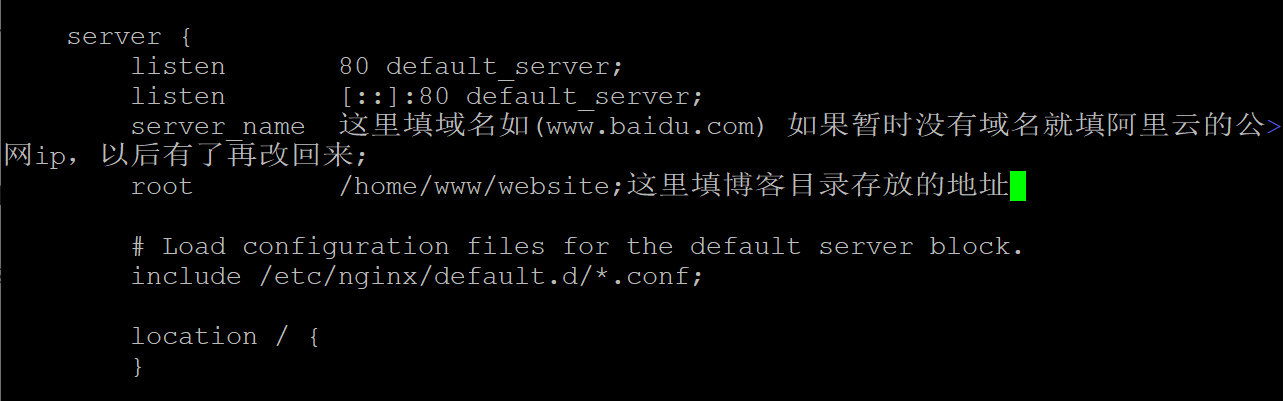 server {
listen 80 default_server;
listen [::]:80 default_server;
server_name 这里填域名如(www.baidu.com) 如果暂时没有域名就填阿里云的公>
网ip，以后有了再改回来;
root /home/www/website;这里填博客目录存放的地址
# Load configuration files for the default server block.
include /etc/nginx/default.d/*.conf;
location / {
}